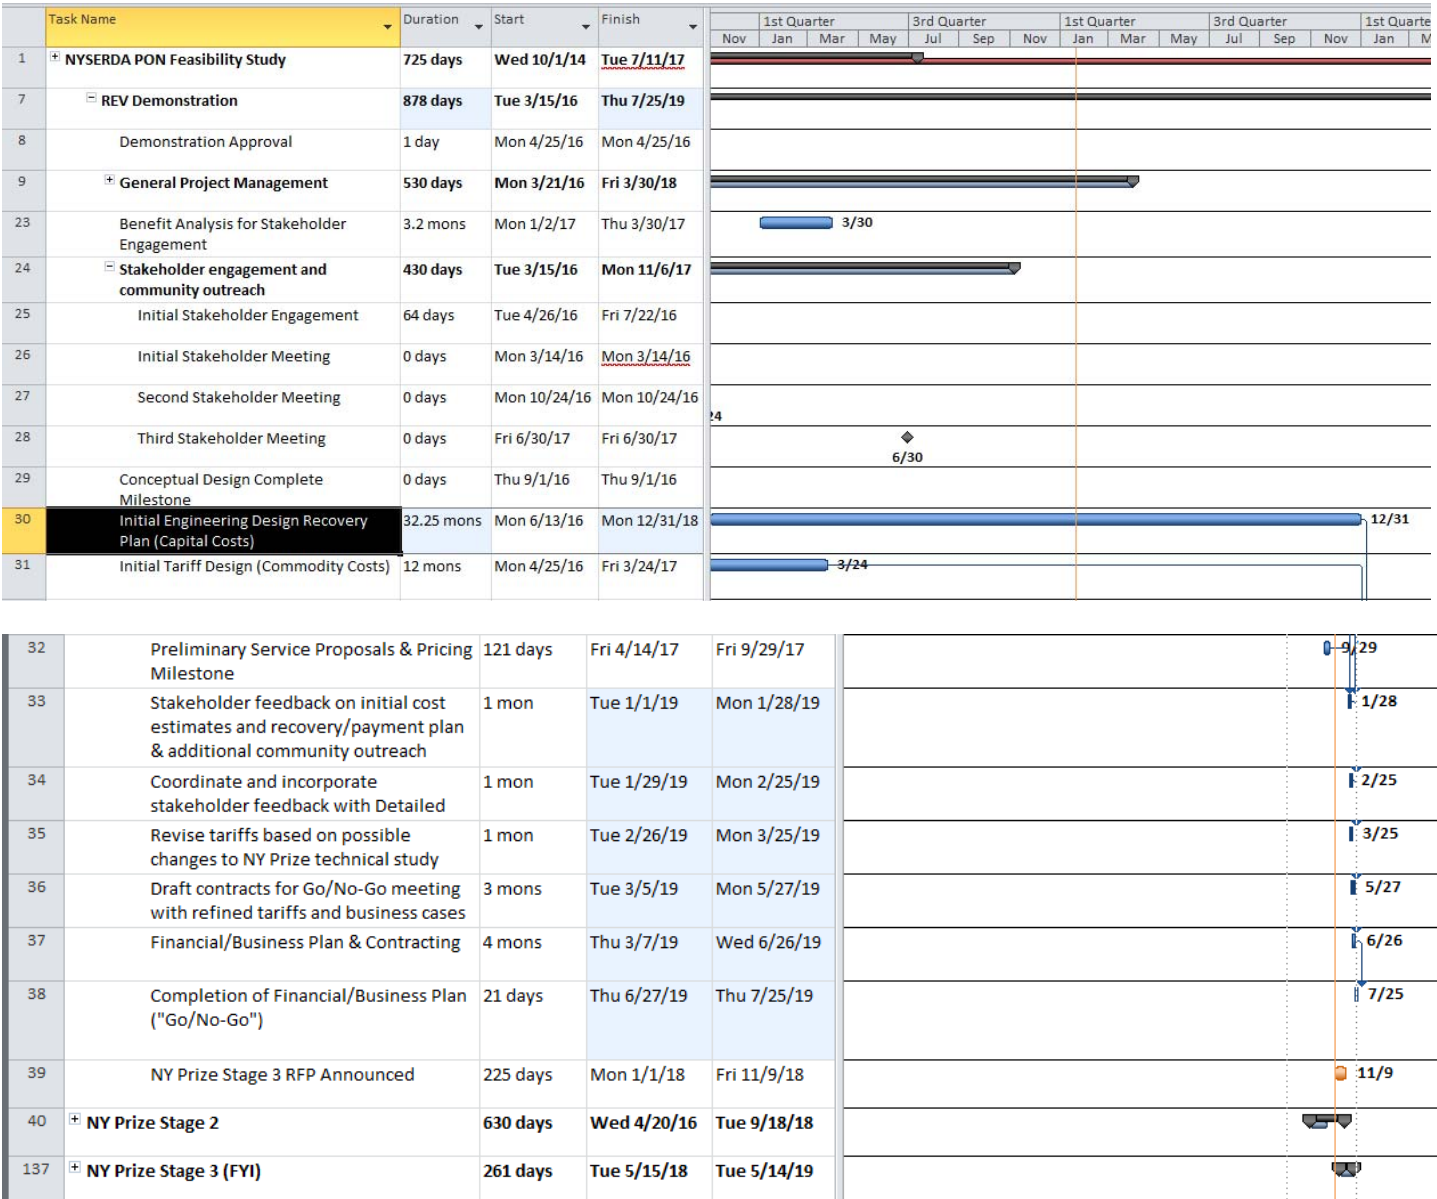 Task Name Duration Start Finish 1st Quarter 3rd Quarter 1st Quarter 3rd Quarter 1st Quarte
Nov Jan Mar May Jul Sep Nov Jan Mar May Jul Sep Nov Jan M
1 NYSERDA PON Feasibility Study 725 days Wed 10/1/14 Tue 7/11/17
7 REV Demonstration 878 days Tue 3/15/16 Thu 7/25/19
8 Demonstration Approval 1 day Mon 4/25/16 Mon 4/25/16
9 General Project Management 530 days Mon 3/21/16 Fri 3/30/18
23 Benefit Analysis for Stakeholder 3.2 mons Mon 1/2/17 Thu 3/30/17 3/30
Engagement
24 Stakeholder engagement and 430 days Tue 3/15/16 Mon 11/6/17
community outreach
25 Initial Stakeholder Engagement 64 days Tue 4/26/16 Fri 7/22/16
26 Initial Stakeholder Meeting 0 days Mon 3/14/16 Mon 3/14/16
27 Second Stakeholder Meeting 0 days Mon 10/24/16 Mon 10/24/16
24
28 Third Stakeholder Meeting 0 days Fri 6/30/17 Fri 6/30/17
6/30
29 Conceptual Design Complete 0 days Thu 9/1/16 Thu 9/1/16
Milestone
30 Initial Engineering Design Recovery 32.25 mons Mon 6/13/16 Mon 12/31/18 12/31
Plan (Capital Costs)
31 Initial Tariff Design (Commodity Costs) 12 mons Mon 4/25/16 Fri 3/24/17 3/24
32 Preliminary Service Proposals & Pricing 121 days Fri 4/14/17 Fri 9/29/17 9/29
Milestone
33 Stakeholder feedback on initial cost 1 mon Tue 1/1/19 Mon 1/28/19 1/28
estimates and recovery/payment plan
& additional community outreach
34 Coordinate and incorporate 1 mon Tue 1/29/19 Mon 2/25/19 2/25
stakeholder feedback with Detailed
35 Revise tariffs based on possible 1 mon Tue 2/26/19 Mon 3/25/19 3/25
changes to NY Prize technical study
36 Draft contracts for Go/No-Go meeting 3 mons Tue 3/5/19 Mon 5/27/19 5/27
with refined tariffs and business cases
37 Financial/Business Plan & Contracting 4 mons Thu 3/7/19 Wed 6/26/19 6/26
38 Completion of Financial/Business Plan 21 days Thu 6/27/19 Thu 7/25/19 7/25
("Go/No-Go")
39 NY Prize Stage 3 RFP Announced 225 days Mon 1/1/18 Fri 11/9/18 11/9
40 NY Prize Stage 2 630 days Wed 4/20/16 Tue 9/18/18
137 NY Prize Stage 3 (FYI) 261 days Tue 5/15/18 Tue 5/14/19